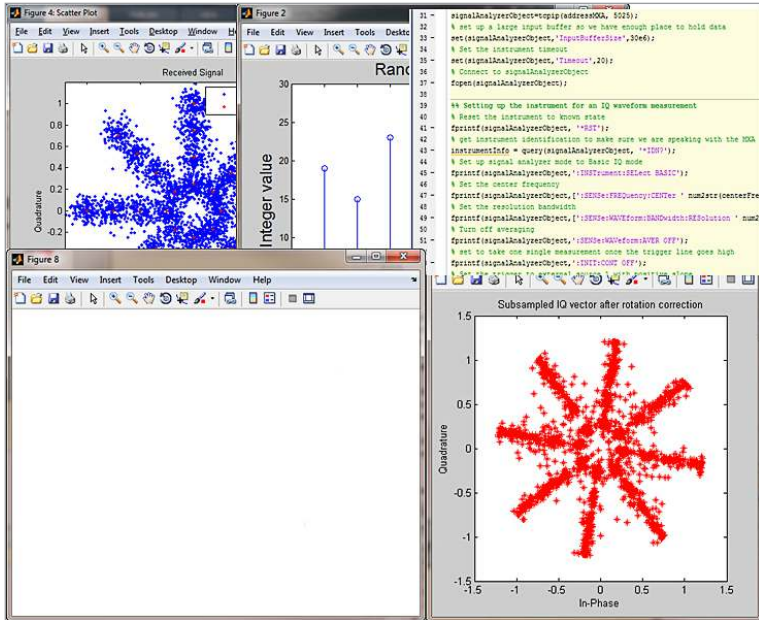 Figure 4: Scatter Plot
File Edit View Insert Tools Desktop Window
Received Signal
1
0.8
0.6
0.4
0.2
0
-0.2
Quadrature
Figure 2
File Edit View Insert Tools Deskto
Ran
30
25
20
15
10
Integer value
31 - signalAnalyzerObject=tcpip(addressMXA, 5025);
32 % set up a large input buffer so we have enough place to hold data
33 - set(signalAnalyzerObject,'InputBufferSize',30e6);
34 % Set the instrument timeout
35 - set(signalAnalyzerObject,'Timeout',20);
36 % Connect to signalAnalyzerObject
37 - fopen(signalAnalyzerObject);
38
39 %% Setting up the instrument for an IQ waveform measurement
40 % Reset the instrument to known state
41 - fprintf(signalAnalyzerObject, '*RST');
42 % get instrument identification to make sure we are speaking with the MXA
43 - instrumentInfo = query(signalAnalyzerObject, '*IDN?');
44 % Set up signal analyzer mode to Basic IQ mode
45 - fprintf(signalAnalyzerObject,':INSTrument:SELect BASIC');
46 % Set the center frequency
47 - fprintf(signalAnalyzerObject,[':SENSe:FREQuency:CENTer ' num2str(centerFre
48 % Set the resolution bandwidth
49 - fprintf(signalAnalyzerObject,[':SENSe:WAVEform:BANDwidth:RESolution ' num2
50 % Turn off averaging
51 - fprintf(signalAnalyzerObject,':SENSe:WAVeform:AVER OFF');
52 % set to take one single measurement once the trigger line goes high
53 - fprintf(signalAnalyzerObject,':INIT:CONT OFF');
Figure 8
File Edit View Insert Tools Desktop Window Help
Subsampled IQ vector after rotation correction
1.5
1
0.5
0
-0.5
-1
-1.5
Quadrature
-1.5 -1 -0.5 0 0.5 1 1.5
In-Phase